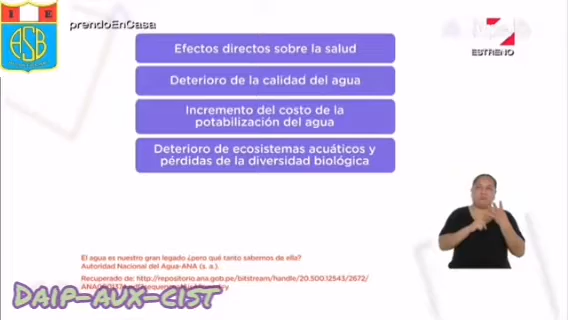 I E
ASB
prendoEnCasa
ESTRENO
Efectos directos sobre la salud
Deterioro de la calidad del agua
Incremento del costo de la
potabilización del agua
Deterioro de ecosistemas acuáticos y
pérdidas de la diversidad biológica
El agua es nuestro gran legado ¿pero qué tanto sabemos de ella?
Autoridad Nacional del Agua-ANA (s. a.).
Recuperado de: http://repositorio.ana.gob.pe/bitstream/handle/20.500.12543/2672/
DAIP-AUX-CIST